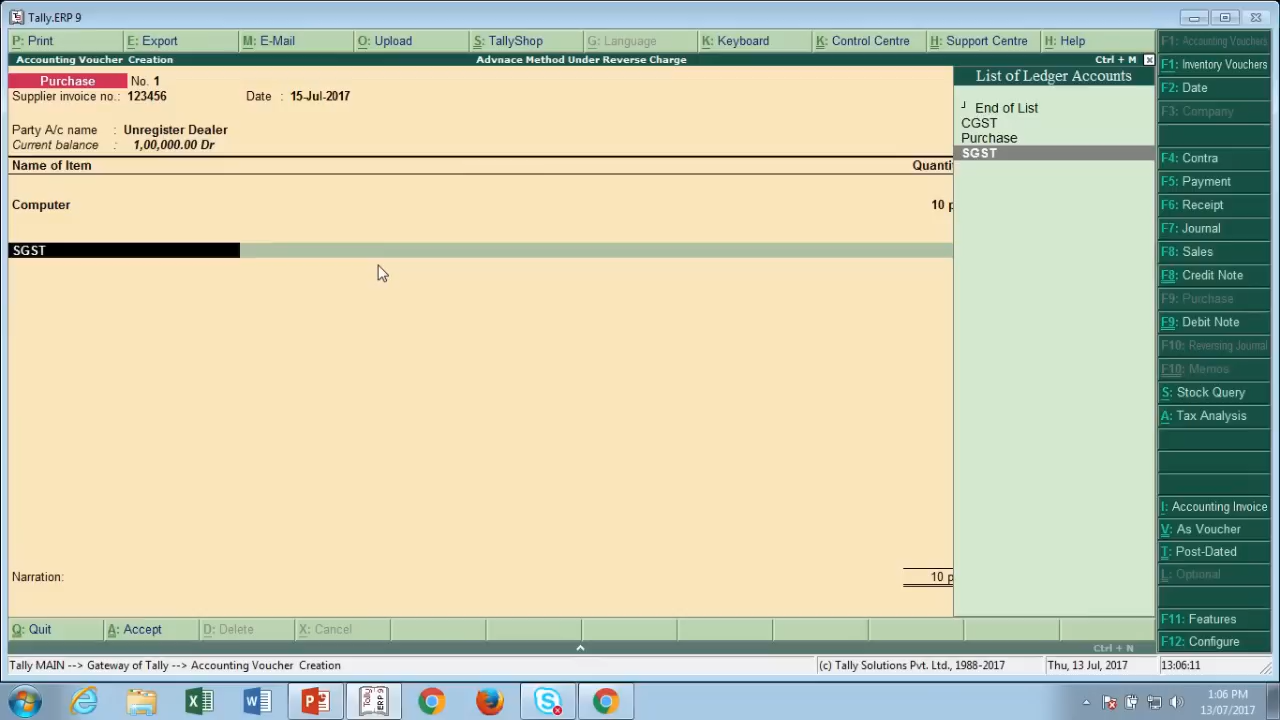 Tally.ERP 9
P: Print E: Export M: E-Mail O: Upload S: TallyShop G: Language K: Keyboard K: Control Centre H: Support Centre H: Help
Accounting Voucher Creation Advnace Method Under Reverse Charge Ctrl + M
Purchase No. 1
Supplier invoice no.: 123456 Date : 15-Jul-2017
Party A/c name : Unregister Dealer
Current balance : 1,00,000.00 Dr
Name of Item Quanti
Computer 10 p
SGST
Narration: 10 p
List of Ledger Accounts
End of List
CGST
Purchase
SGST
F1: Accounting Vouchers
F1: Inventory Vouchers
F2: Date
F3: Company
F4: Contra
F5: Payment
F6: Receipt
F7: Journal
F8: Sales
F8: Credit Note
F9: Purchase
F9: Debit Note
F10: Reversing Journal
F10: Memos
S: Stock Query
A: Tax Analysis
I: Accounting Invoice
V: As Voucher
T: Post-Dated
L: Optional
F11: Features
F12: Configure
Q: Quit A: Accept D: Delete X: Cancel
Ctrl + N
Tally MAIN --> Gateway of Tally --> Accounting Voucher Creation (c) Tally Solutions Pvt. Ltd., 1988-2017 Thu, 13 Jul, 2017 13:06:11
1:06 PM
13/07/2017